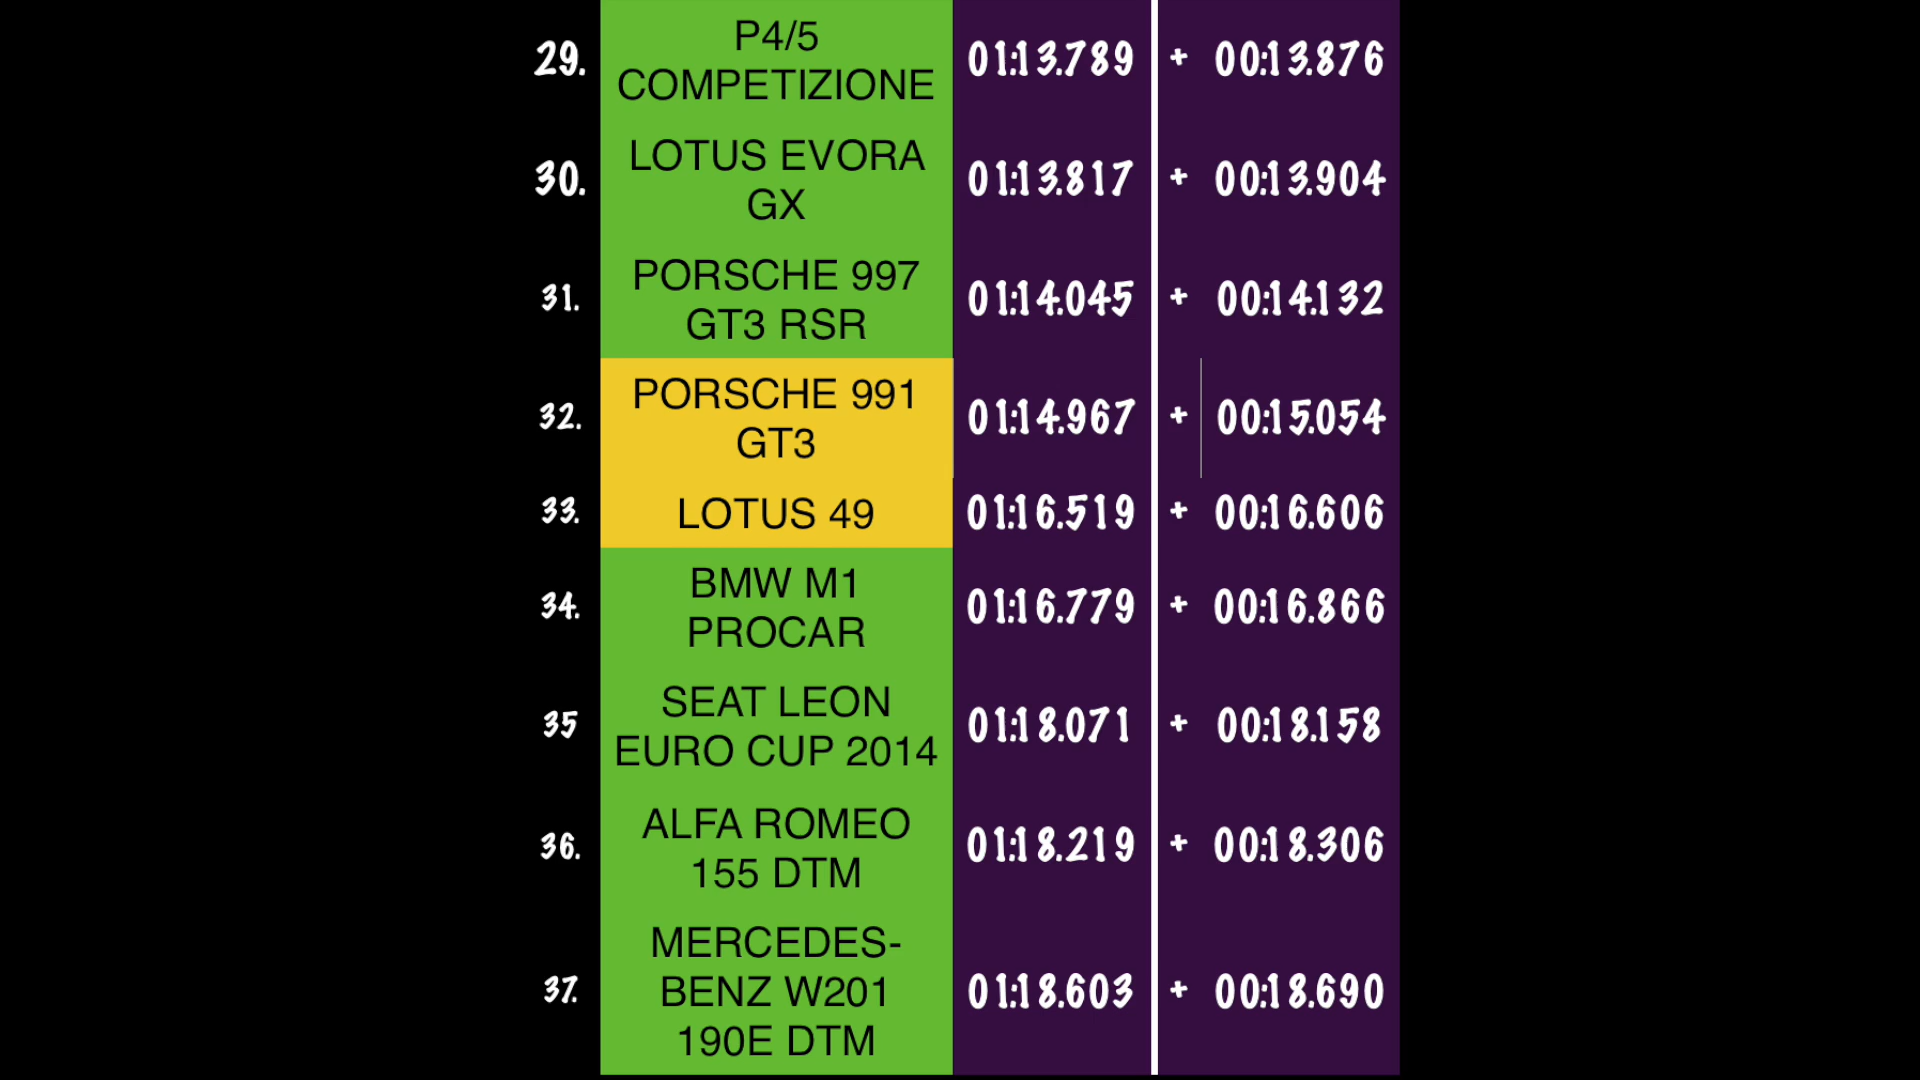 29. P4/5 COMPETIZIONE 01:13.789 + 00:13.876
30. LOTUS EVORA GX 01:13.817 + 00:13.904
31. PORSCHE 997 GT3 RSR 01:14.045 + 00:14.132
32. PORSCHE 991 GT3 01:14.967 + 00:15.054
33. LOTUS 49 01:16.519 + 00:16.606
34. BMW M1 PROCAR 01:16.779 + 00:16.866
35 SEAT LEON EURO CUP 2014 01:18.071 + 00:18.158
36. ALFA ROMEO 155 DTM 01:18.219 + 00:18.306
37. MERCEDES-BENZ W201 190E DTM 01:18.603 + 00:18.690